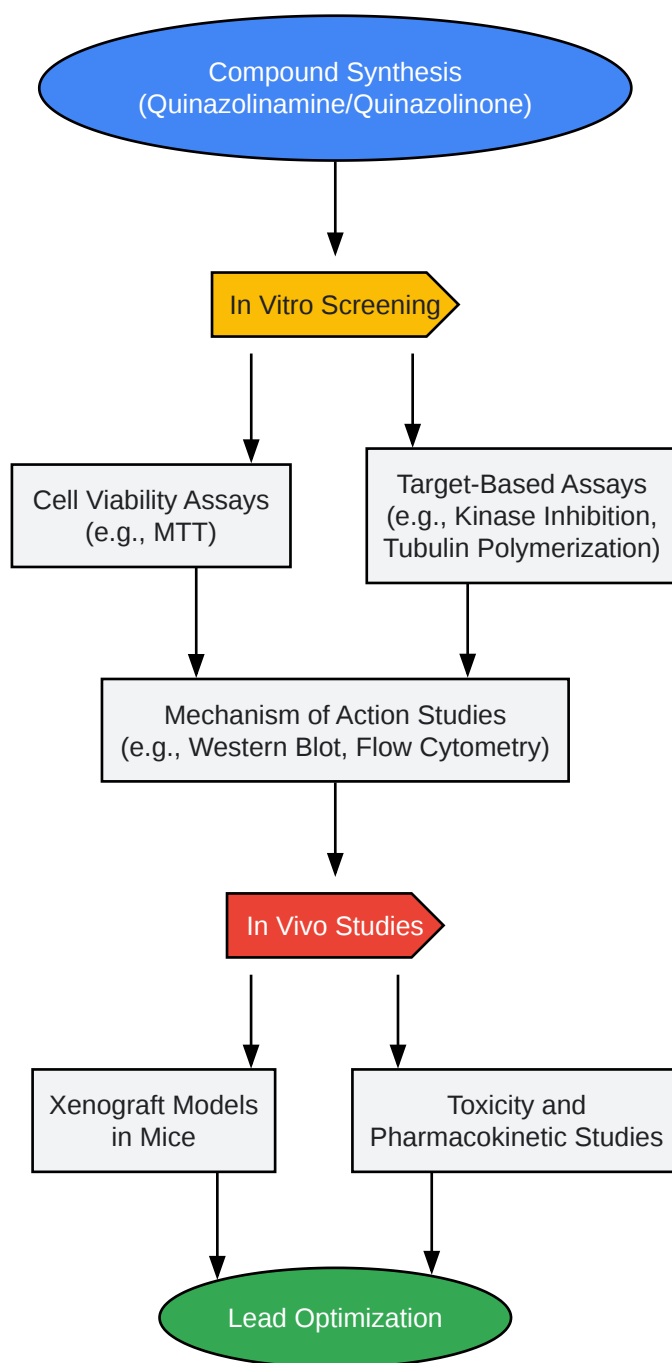 Compound Synthesis
(Quinazolinamine/Quinazolinone)
In Vitro Screening
Cell Viability Assays
(e.g., MTT)
Target-Based Assays
(e.g., Kinase Inhibition,
Tubulin Polymerization)
Mechanism of Action Studies
(e.g., Western Blot, Flow Cytometry)
In Vivo Studies
Xenograft Models
in Mice
Toxicity and
Pharmacokinetic Studies
Lead Optimization